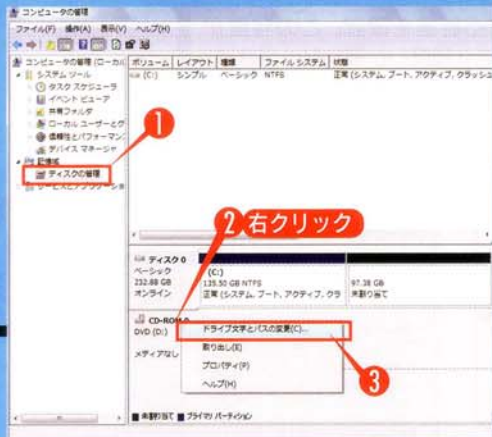 コンピュータの管理
ファイル(F) 操作(A) 表示(V) ヘルプ(H)
コンピュータの管理 (ローカル
システム ツール
タスク スケジューラ
イベント ビューア
共有フォルダ
ローカル ユーザーとグ
信頼性とパフォーマン
デバイス マネージャ
記憶域
ディスクの管理
サービスとアプリケーショ
1
ボリューム レイアウト 種類 ファイル システム 状態
(C:) シンプル ベーシック NTFS 正常 (システム, ブート, アクティブ, クラッシュ
2 右クリック
ディスク 0
ベーシック
232.88 GB
オンライン
(C:)
135.50 GB NTFS
正常 (システム, ブート, アクティブ, クラ
97.38 GB
未割り当て
CD-ROM 0
DVD (D:)
メディアなし
ドライブ文字とパスの変更(C)...
取り出し(E)
プロパティ(P)
ヘルプ(H)
3
未割り当て プライマリ パーティション